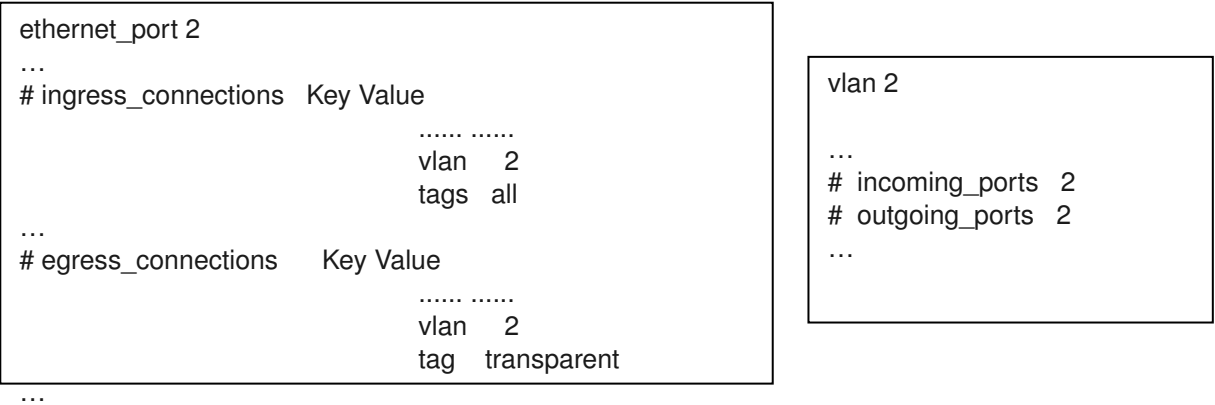 ethernet_port 2
…
# ingress_connections Key Value
...... ......
vlan 2
tags all
…
# egress_connections Key Value
...... ......
vlan 2
tag transparent
…
vlan 2
…
# incoming_ports 2
# outgoing_ports 2
…